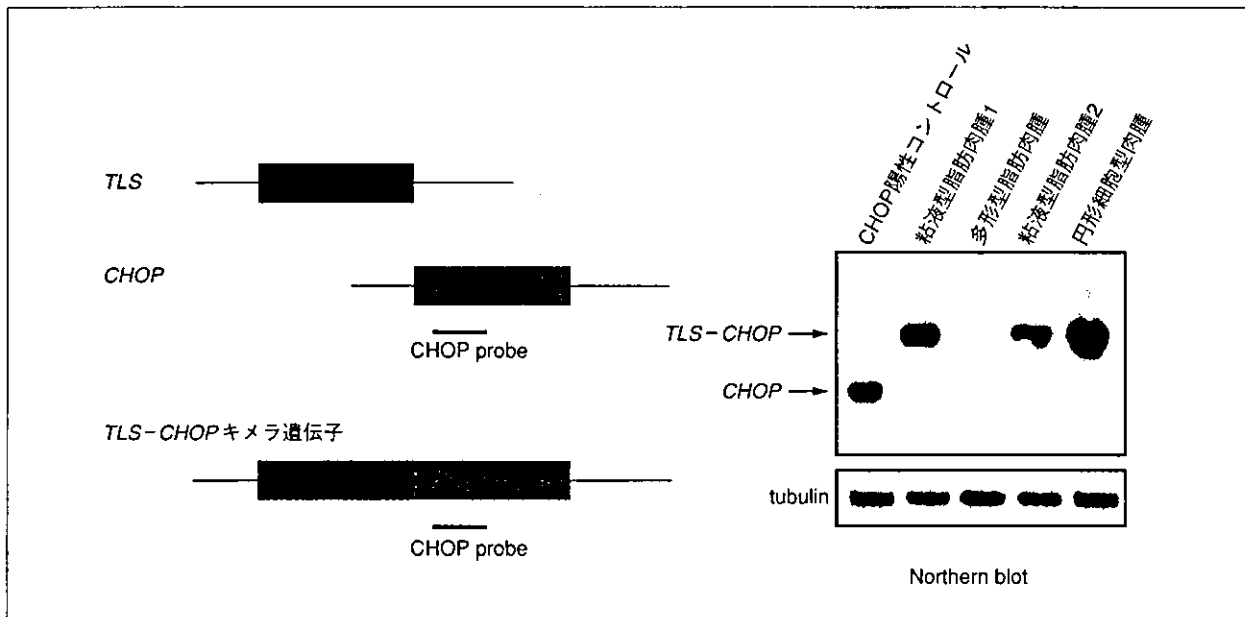 TLS
CHOP
CHOP probe
TLS-CHOPキメラ遺伝子
CHOP probe
CHOP陽性コントロール
粘液型脂肪肉腫1
多形型脂肪肉腫
粘液型脂肪肉腫2
円形細胞型肉腫
TLS-CHOP
CHOP
tubulin
Northern blot